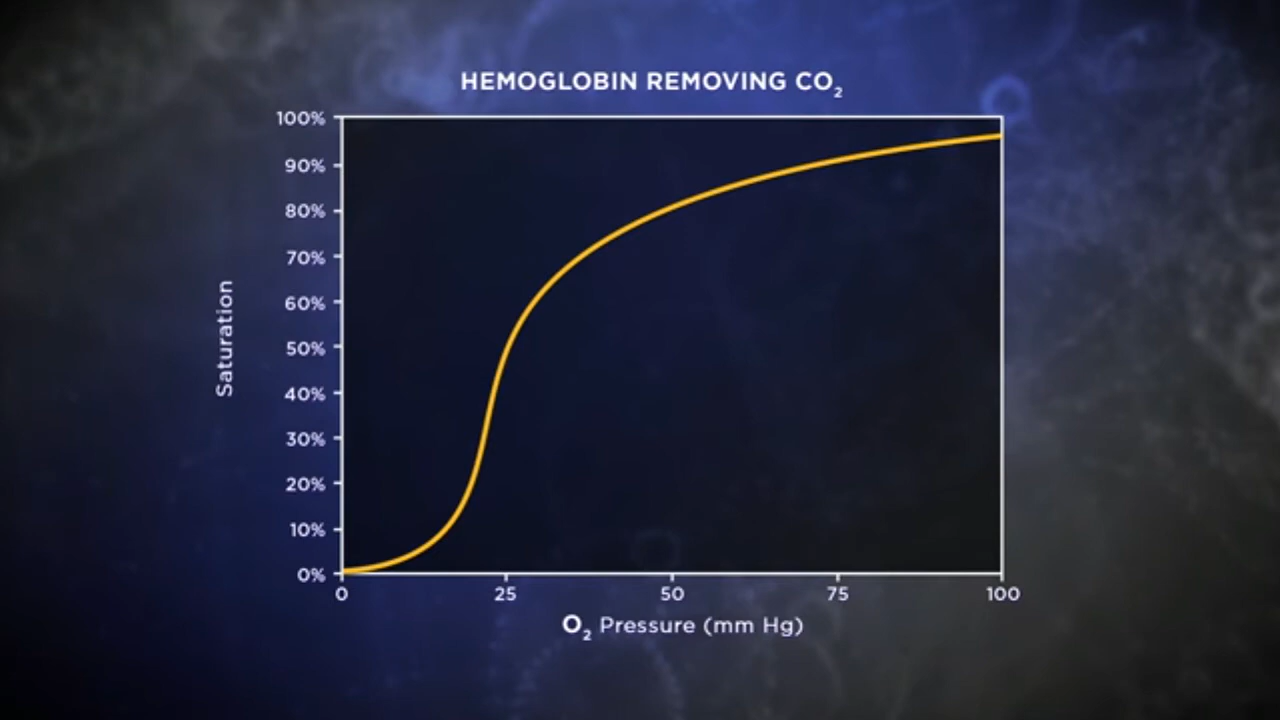 HEMOGLOBIN REMOVING CO₂
100%
90%
80%
70%
60%
50%
40%
30%
20%
10%
0%
Saturation
0 25 50 75 100
O₂ Pressure (mm Hg)